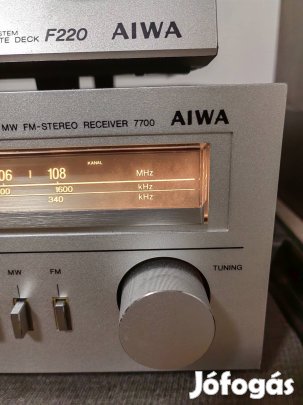 STEM
TE DECK F220 AIWA
MW FM-STEREO RECEIVER 7700 AIWA
KANAL
06 108 MHz
00 1600 kHz
340 kHz
MW FM TUNING
Jófogás